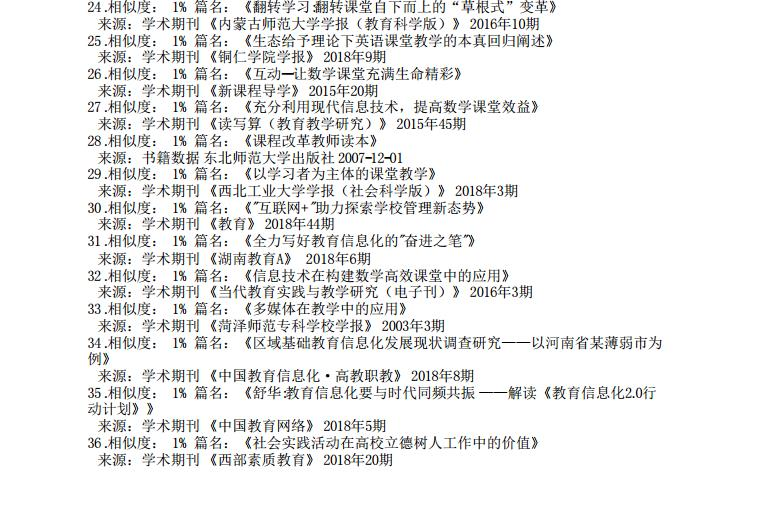 24.相似度： 1% 篇名：《翻转学习:翻转课堂自下而上的“草根式”变革》
来源：学术期刊 《内蒙古师范大学学报（教育科学版）》 2016年10期
25.相似度： 1% 篇名：《生态给予理论下英语课堂教学的本真回归阐述》
来源：学术期刊 《铜仁学院学报》 2018年9期
26.相似度： 1% 篇名：《互动—让数学课堂充满生命精彩》
来源：学术期刊 《新课程导学》 2015年20期
27.相似度： 1% 篇名：《充分利用现代信息技术，提高数学课堂效益》
来源：学术期刊 《读写算（教育教学研究）》 2015年45期
28.相似度： 1% 篇名：《课程改革教师读本》
来源：书籍数据 东北师范大学出版社 2007-12-01
29.相似度： 1% 篇名：《以学习者为主体的课堂教学》
来源：学术期刊 《西北工业大学学报（社会科学版）》 2018年3期
30.相似度： 1% 篇名：《"互联网+"助力探索学校管理新态势》
来源：学术期刊 《教育》 2018年44期
31.相似度： 1% 篇名：《全力写好教育信息化的"奋进之笔"》
来源：学术期刊 《湖南教育A》 2018年6期
32.相似度： 1% 篇名：《信息技术在构建数学高效课堂中的应用》
来源：学术期刊 《当代教育实践与教学研究（电子刊）》 2016年3期
33.相似度： 1% 篇名：《多媒体在教学中的应用》
来源：学术期刊 《菏泽师范专科学校学报》 2003年3期
34.相似度： 1% 篇名：《区域基础教育信息化发展现状调查研究——以河南省某薄弱市为
例》
来源：学术期刊 《中国教育信息化·高教职教》 2018年8期
35.相似度： 1% 篇名：《舒华:教育信息化要与时代同频共振 ——解读《教育信息化2.0行
动计划》》
来源：学术期刊 《中国教育网络》 2018年5期
36.相似度： 1% 篇名：《社会实践活动在高校立德树人工作中的价值》
来源：学术期刊 《西部素质教育》 2018年20期